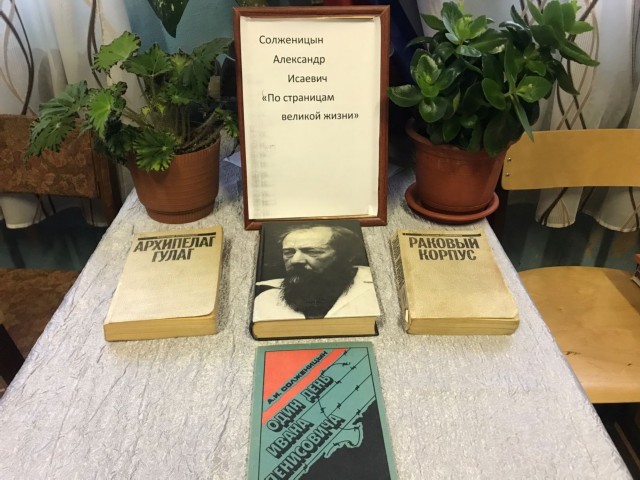 Солженицын
Александр
Исаевич
«По страницам
великой жизни»
АРХИПЕЛАГ
ГУЛАГ
РАКОВЫЙ
КОРПУС
А.И. СОЛЖЕНИЦЫН
ОДИН ДЕНЬ
ИВАНА
ДЕНИСОВИЧА